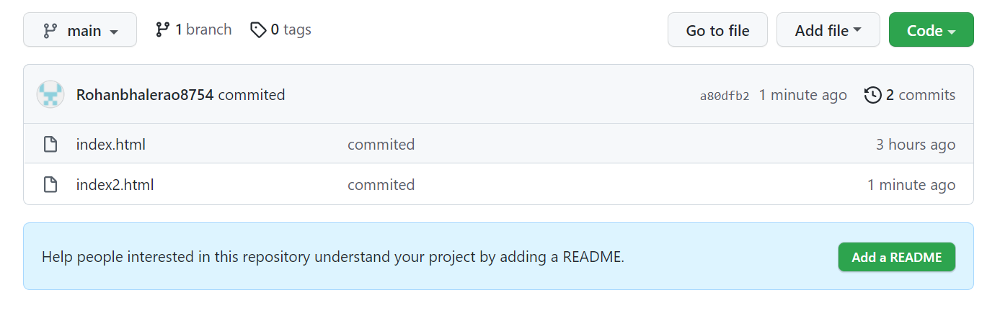 main 1 branch 0 tags Go to file Add file Code
Rohanbhalerao8754 commited a80dfb2 1 minute ago 2 commits
index.html commited 3 hours ago
index2.html commited 1 minute ago
Help people interested in this repository understand your project by adding a README. Add a README